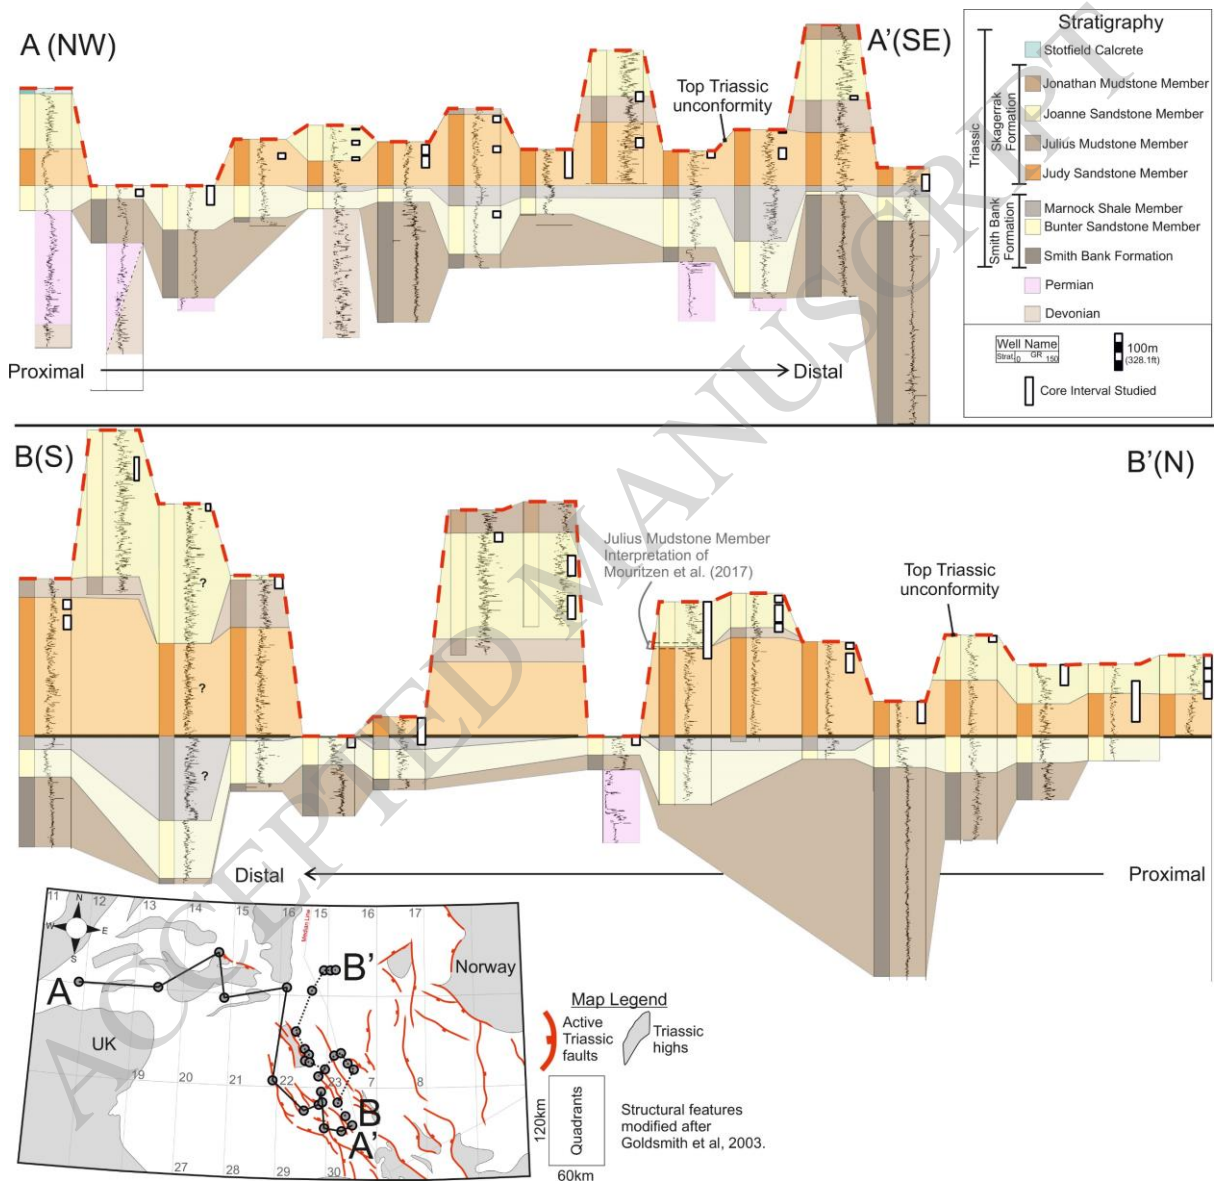 A (NW)
A'(SE)
Top Triassic
unconformity
Proximal
Distal
Stratigraphy
Triassic
Skagerrak
Formation
Smith Bank
Formation
Stotfield Calcrete
Jonathan Mudstone Member
Joanne Sandstone Member
Julius Mudstone Member
Judy Sandstone Member
Marnock Shale Member
Bunter Sandstone Member
Smith Bank Formation
Permian
Devonian
Well Name
Strat. 0 GR 150
100m
(328.1ft)
Core Interval Studied
B(S)
B'(N)
Julius Mudstone Member
Interpretation of
Mouritzen et al. (2017)
Top Triassic
unconformity
?
?
?
Distal
Proximal
11 12 13 14 15 16 15 16 17
N
W E
S
Median Line
A
B'
Norway
UK
19 20 21 22 23 7 8
B
A'
27 28 29 30
Map Legend
Active
Triassic
faults
Triassic
highs
120km
Quadrants
60km
Structural features
modified after
Goldsmith et al, 2003.
ACCEPTED MANUSCRIPT